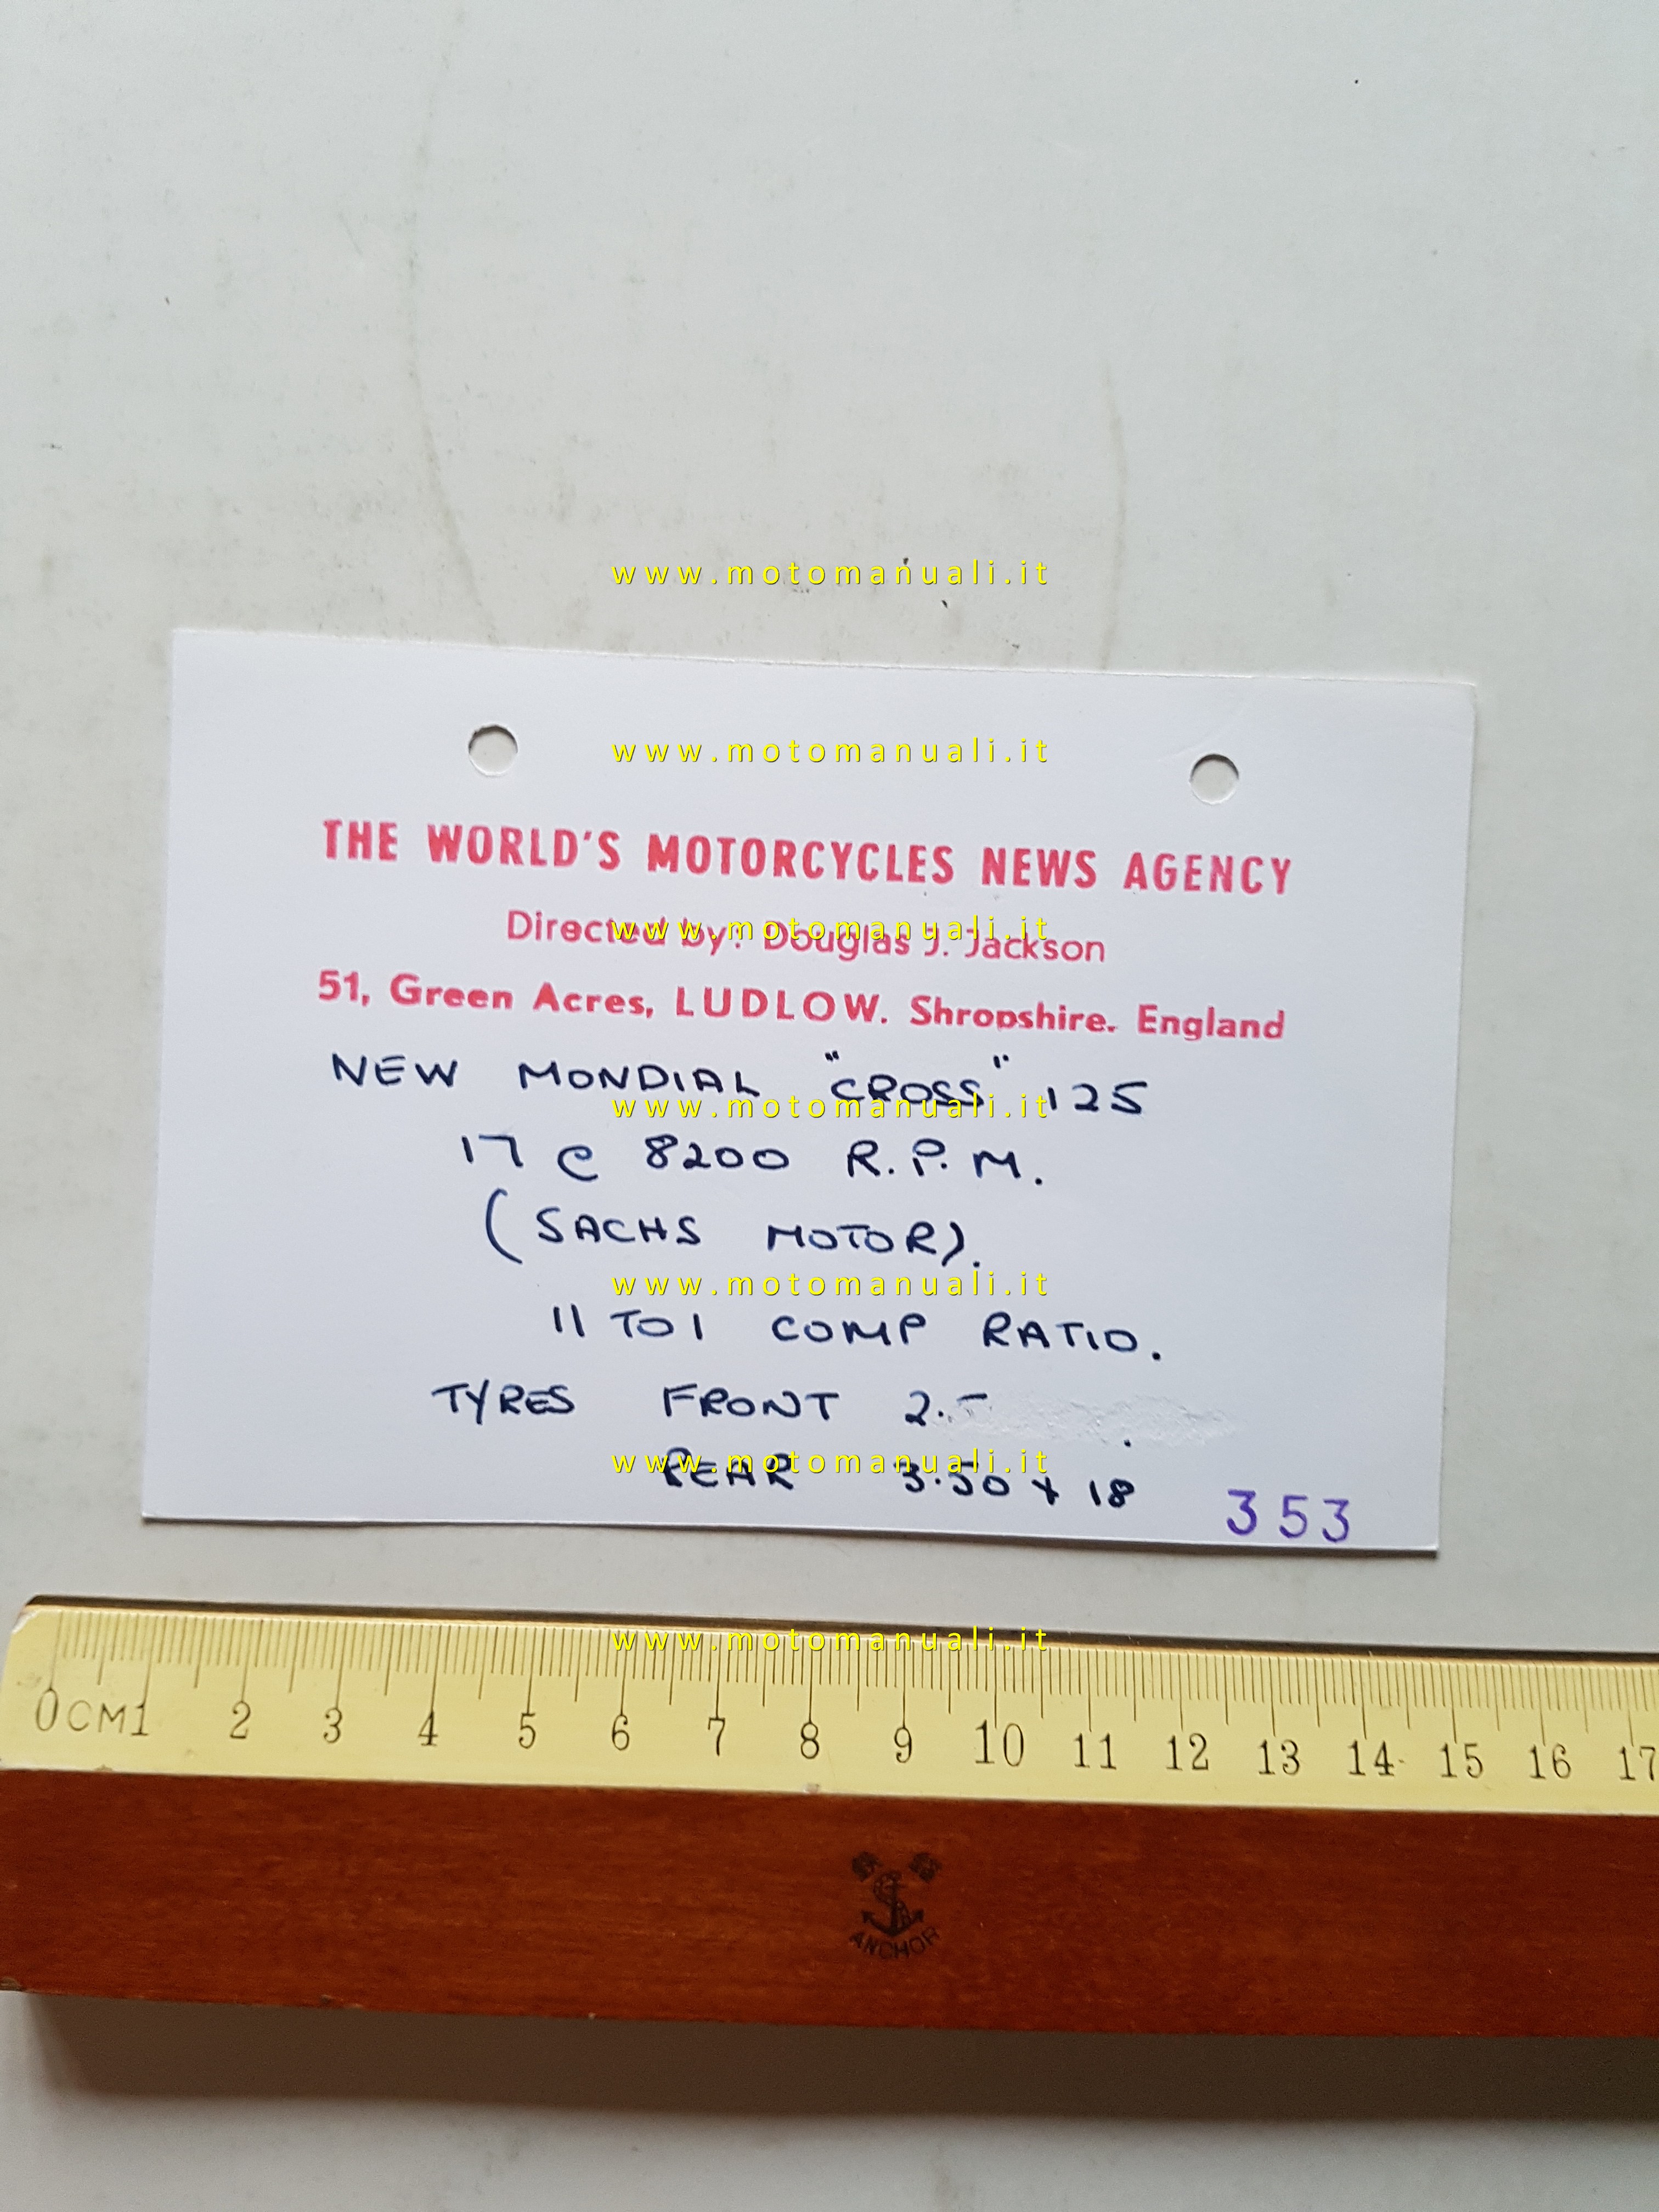 www.motomanuali.it
www.motomanuali.it
THE WORLD'S MOTORCYCLES NEWS AGENCY
Directed by: Douglas J. Jackson
www.motomanuali.it
51, Green Acres, LUDLOW. Shropshire. England
NEW MONDIAL "CROSS" 125
www.motomanuali.it
17 @ 8200 R.P.M.
(SACHS MOTOR).
www.motomanuali.it
11 TO 1 COMP RATIO.
TYRES FRONT 2.
REAR 3.50 x 18
www.motomanuali.it
353
www.motomanuali.it
0CM1 2 3 4 5 6 7 8 9 10 11 12 13 14 15 16 17
ANCHOR